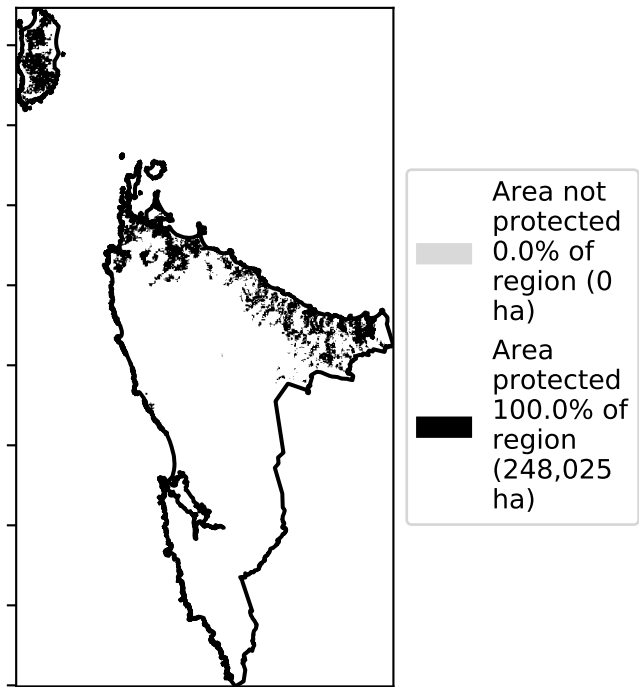 Area not
protected
0.0% of
region (0
ha)
Area
protected
100.0% of
region
(248,025
ha)